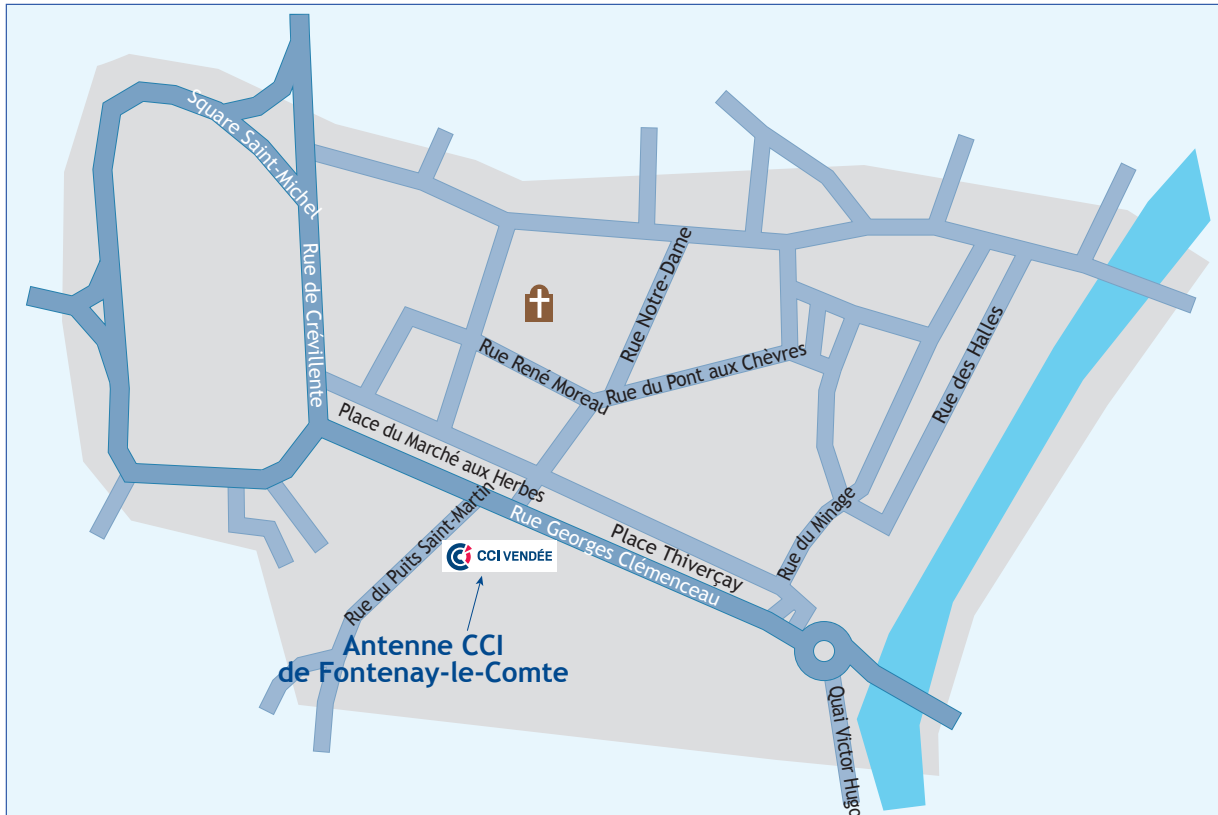 Square Saint-Michel
Rue de Crévillente
Rue Notre-Dame
Rue René Moreau
Rue du Pont aux Chèvres
Rue des Halles
Place du Marché aux Herbes
Rue du Puits Saint-Martin
Rue Georges Clémenceau
Place Thiverçay
Rue du Minage
CCI VENDÉE
Antenne CCI
de Fontenay-le-Comte
Quai Victor Hugo